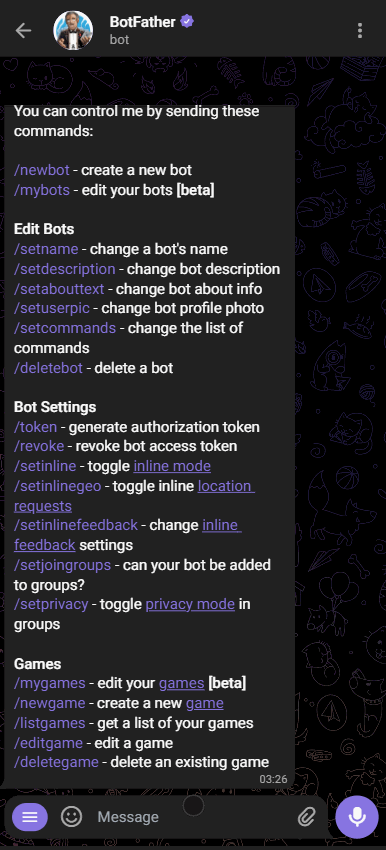 BotFather
bot
You can control me by sending these
commands:
/newbot - create a new bot
/mybots - edit your bots [beta]
Edit Bots
/setname - change a bot's name
/setdescription - change bot description
/setabouttext - change bot about info
/setuserpic - change bot profile photo
/setcommands - change the list of
commands
/deletebot - delete a bot
Bot Settings
/token - generate authorization token
/revoke - revoke bot access token
/setinline - toggle inline mode
/setinlinegeo - toggle inline location
requests
/setinlinefeedback - change inline
feedback settings
/setjoingroups - can your bot be added
to groups?
/setprivacy - toggle privacy mode in
groups
Games
/mygames - edit your games [beta]
/newgame - create a new game
/listgames - get a list of your games
/editgame - edit a game
/deletegame - delete an existing game
03:26
Message